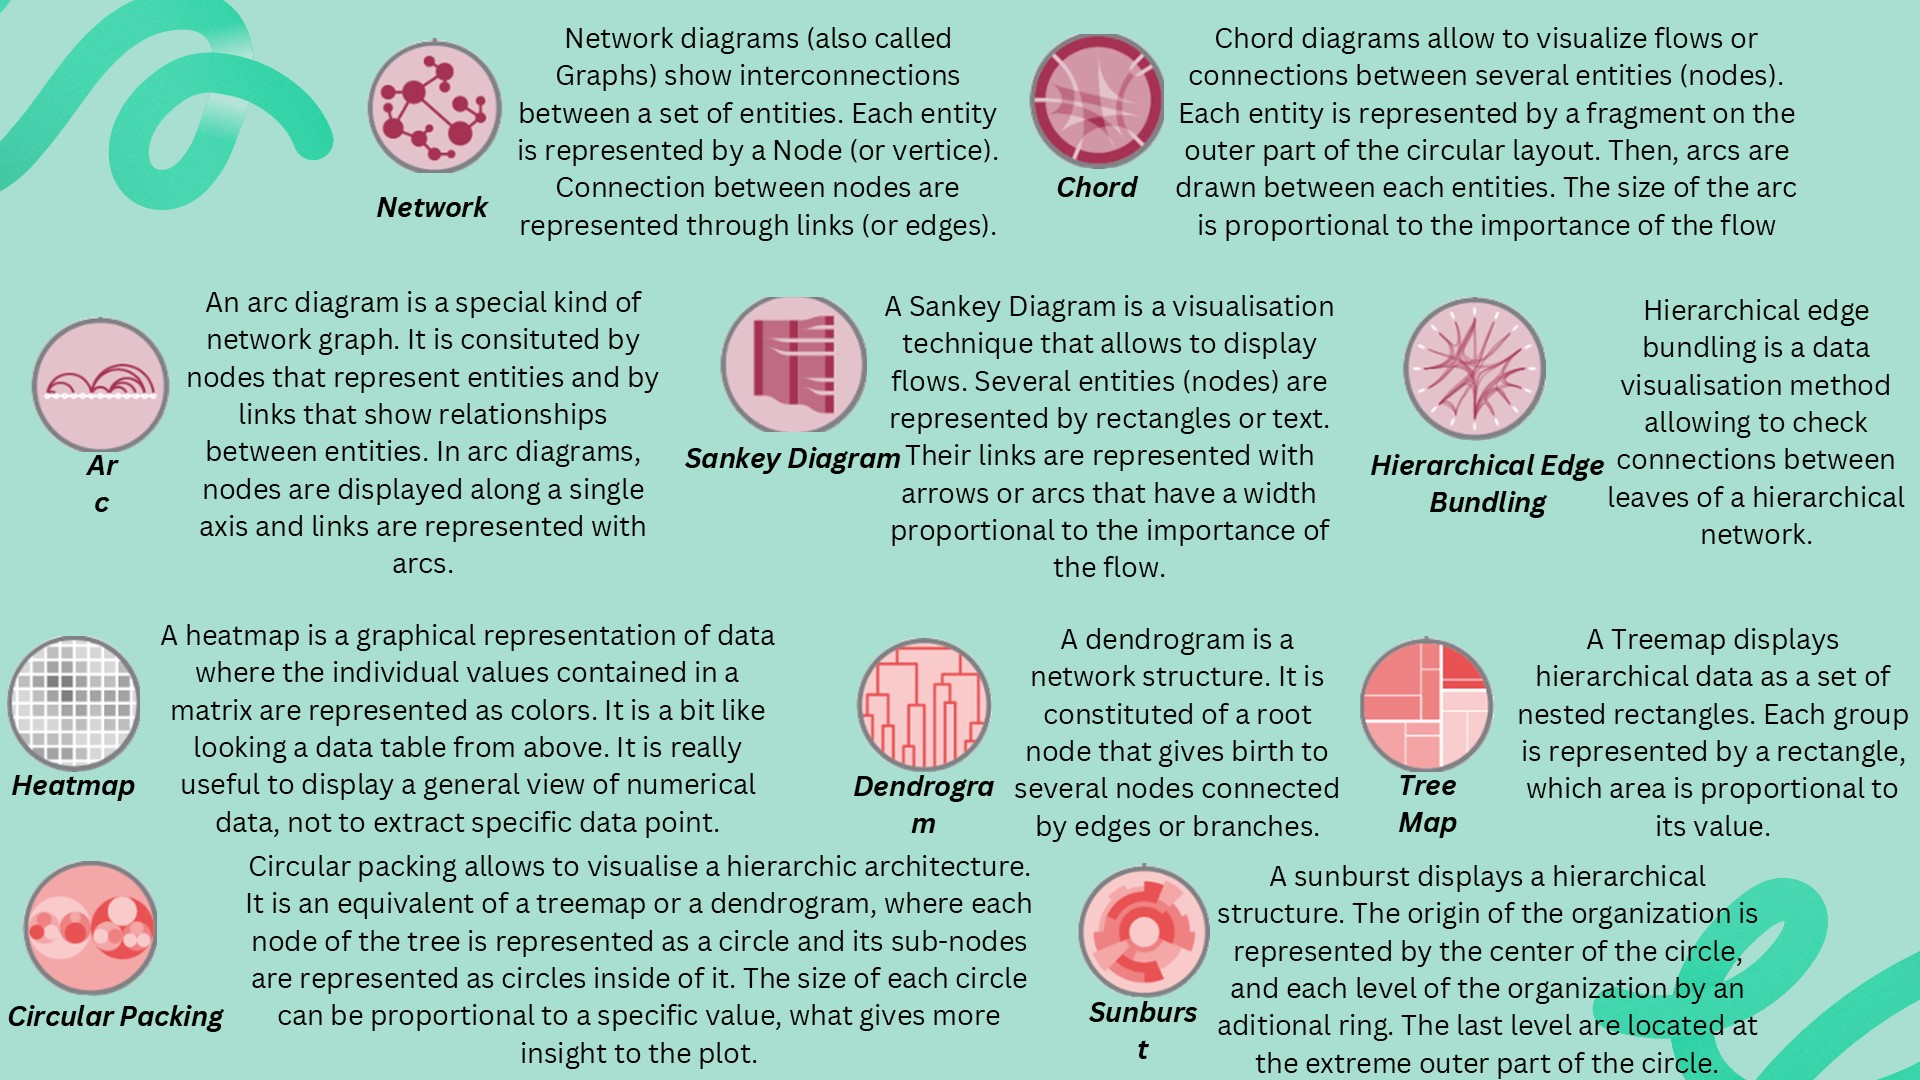 Network diagrams (also called
Graphs) show interconnections
between a set of entities. Each entity
is represented by a Node (or vertice).
Connection between nodes are
represented through links (or edges).
Network
Chord diagrams allow to visualize flows or
connections between several entities (nodes).
Each entity is represented by a fragment on the
outer part of the circular layout. Then, arcs are
drawn between each entities. The size of the arc
is proportional to the importance of the flow
Chord
An arc diagram is a special kind of
network graph. It is consituted by
nodes that represent entities and by
links that show relationships
between entities. In arc diagrams,
nodes are displayed along a single
axis and links are represented with
arcs.
Ar
c
A Sankey Diagram is a visualisation
technique that allows to display
flows. Several entities (nodes) are
represented by rectangles or text.
Their links are represented with
arrows or arcs that have a width
proportional to the importance of
the flow.
Sankey Diagram
Hierarchical edge
bundling is a data
visualisation method
allowing to check
connections between
leaves of a hierarchical
network.
Hierarchical Edge
Bundling
A heatmap is a graphical representation of data
where the individual values contained in a
matrix are represented as colors. It is a bit like
looking a data table from above. It is really
useful to display a general view of numerical
data, not to extract specific data point.
Heatmap
A dendrogram is a
network structure. It is
constituted of a root
node that gives birth to
several nodes connected
by edges or branches.
Dendrogra
m
A Treemap displays
hierarchical data as a set of
nested rectangles. Each group
is represented by a rectangle,
which area is proportional to
its value.
Tree
Map
Circular packing allows to visualise a hierarchic architecture.
It is an equivalent of a treemap or a dendrogram, where each
node of the tree is represented as a circle and its sub-nodes
are represented as circles inside of it. The size of each circle
can be proportional to a specific value, what gives more
insight to the plot.
Circular Packing
A sunburst displays a hierarchical
structure. The origin of the organization is
represented by the center of the circle,
and each level of the organization by an
aditional ring. The last level are located at
the extreme outer part of the circle.
Sunburs
t